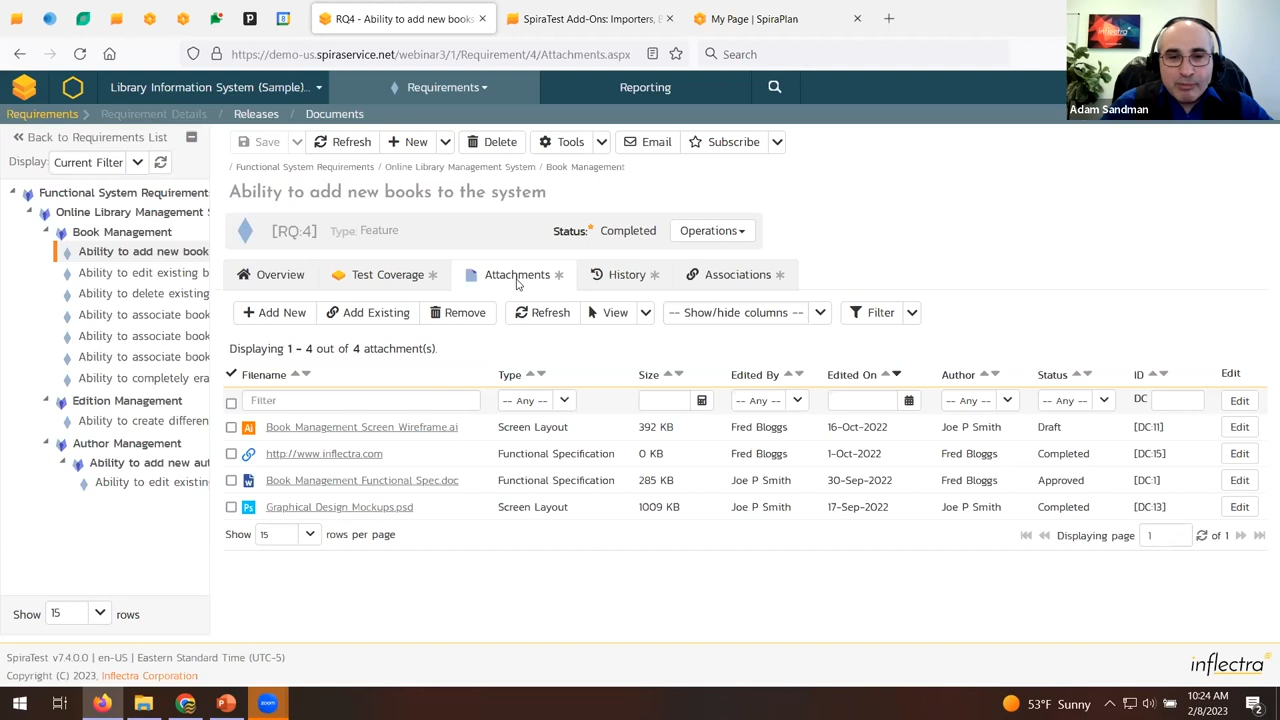 RQ4 - Ability to add new books
SpiraTest Add-Ons: Importers, E
My Page | SpiraPlan
https://demo-us.spiraservice.net/webinar3/1/Requirement/4/Attachments.aspx
Search
inflectra
Adam Sandman
Library Information System (Sample)...
Requirements
Reporting
Requirements
Requirement Details
Releases
Documents
Back to Requirements List
Display:
Current Filter
Save
Refresh
New
Delete
Tools
Email
Subscribe
/ Functional System Requirements / Online Library Management System / Book Management
Ability to add new books to the system
[RQ:4]
Type: Feature
Status:* Completed
Operations
Functional System Requirements
Online Library Management S
Book Management
Ability to add new book
Ability to edit existing b
Ability to delete existing
Ability to associate book
Ability to associate book
Ability to associate book
Ability to completely era
Edition Management
Ability to create differen
Author Management
Ability to add new aut
Ability to edit existin
Show 15 rows
Overview
Test Coverage *
Attachments *
History *
Associations *
+ Add New
Add Existing
Remove
Refresh
View
-- Show/hide columns --
Filter
Displaying 1 - 4 out of 4 attachment(s).
Filename Type Size Edited By Edited On Author Status ID Edit
Filter -- Any -- -- Any -- -- Any -- -- Any -- DC Edit
Ai Book Management Screen Wireframe.ai Screen Layout 392 KB Fred Bloggs 16-Oct-2022 Joe P Smith Draft [DC:11] Edit
http://www.inflectra.com Functional Specification 0 KB Fred Bloggs 1-Oct-2022 Fred Bloggs Completed [DC:15] Edit
W Book Management Functional Spec.doc Functional Specification 285 KB Joe P Smith 30-Sep-2022 Fred Bloggs Approved [DC:1] Edit
Ps Graphical Design Mockups.psd Screen Layout 1009 KB Joe P Smith 17-Sep-2022 Joe P Smith Completed [DC:13] Edit
Show 15 rows per page
Displaying page 1 of 1
SpiraTest v7.4.0.0 | en-US | Eastern Standard Time (UTC-5)
Copyright (C) 2023, Inflectra Corporation
inflectra
zoom
53°F Sunny
10:24 AM
2/8/2023
2